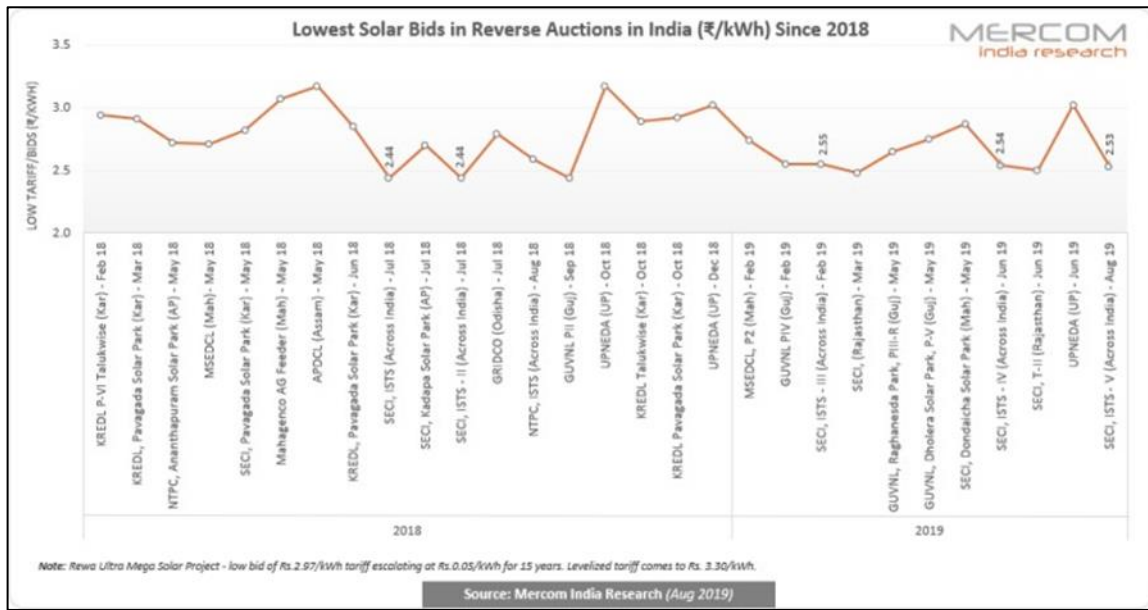 Lowest Solar Bids in Reverse Auctions in India (₹/kWh) Since 2018
MERCOM
india research
LOW TARIFF/BIDS (₹/KWH)
3.5
3.0
2.5
2.0
2.44
2.44
2.55
2.54
2.53
KREDL P-VI Talukwise (Kar) - Feb 18
KREDL, Pavagada Solar Park (Kar) - Mar 18
NTPC, Ananthapuram Solar Park (AP) - May 18
MSEDCL (Mah)- May 18
SECI, Pavagada Solar Park (Kar) - May 18
Mahagenco AG Feeder (Mah) - May 18
APDCL (Assam) - May 18
KREDL, Pavagada Solar Park (Kar) - Jun 18
SECI, ISTS (Across India) - Jul 18
SECI, Kadapa Solar Park (AP) - Jul 18
SECI, ISTS - II (Across India) - Jul 18
GRIDCO (Odisha) - Jul 18
NTPC, ISTS (Across India) - Aug 18
GUVNL PII (Guj) - Sep 18
UPNEDA (UP) - Oct 18
KREDL Talukwise (Kar) - Oct 18
KREDL Pavagada Solar Park (Kar) - Oct 18
UPNEDA (UP) - Dec 18
MSEDCL, P2 (Mah) - Feb 19
GUVNL PIV (Guj) - Feb 19
SECI, ISTS - III (Across India) - Feb 19
SECI, (Rajasthan) - Mar 19
GUVNL, Raghanesda Park, PIII-R (Guj) - May 19
GUVNL, Dholera Solar Park, P-V (Guj) - May 19
SECI, Dondaicha Solar Park (Mah) - May 19
SECI, ISTS - IV (Across India) - Jun 19
SECI, T-II (Rajasthan) - Jun 19
UPNEDA (UP) - Jun 19
SECI, ISTS - V (Across India) - Aug 19
2018
2019
Note: Rewa Ultra Mega Solar Project - low bid of Rs.2.97/kWh tariff escalating at Rs.0.05/kWh for 15 years. Levelized tariff comes to Rs. 3.30/kWh.
Source: Mercom India Research (Aug 2019)